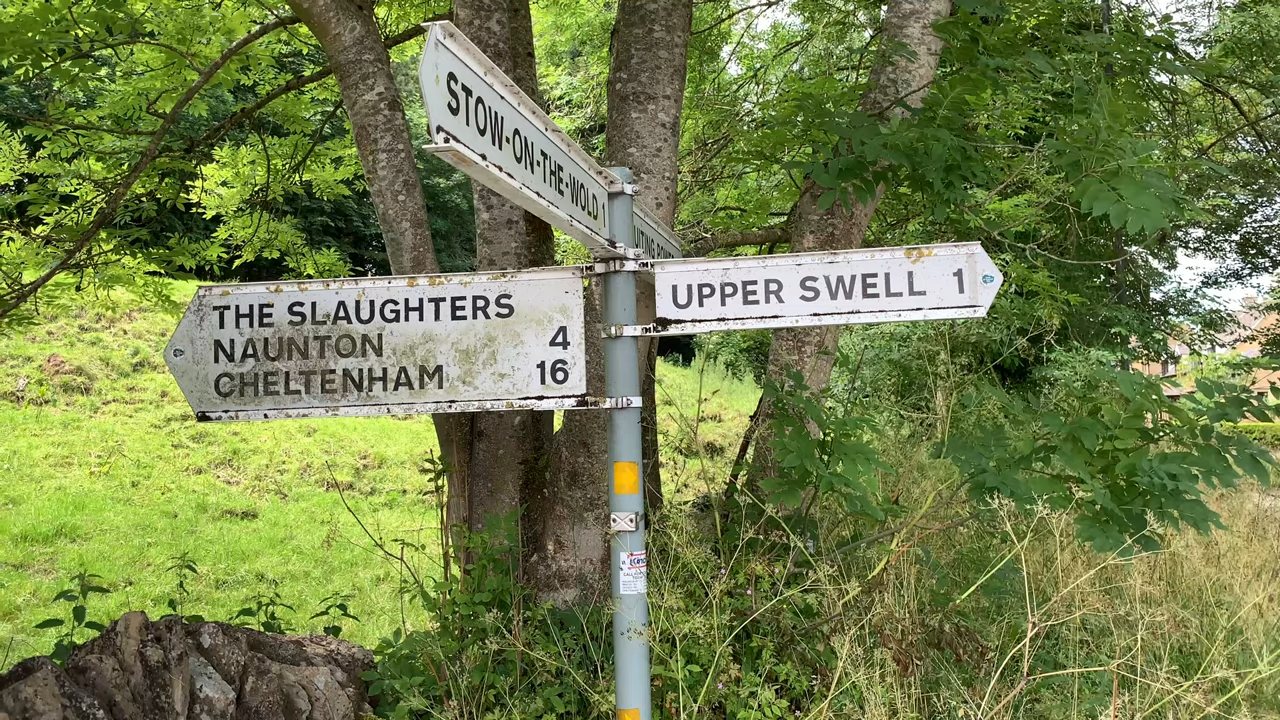 STOW-ON-THE-WOLD 1
THE SLAUGHTERS
NAUNTON 4
CHELTENHAM 16
UPPER SWELL 1